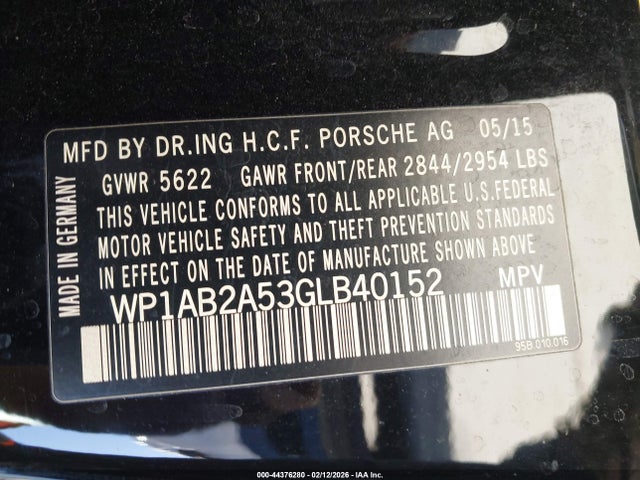 MFD BY DR.ING H.C.F. PORSCHE AG 05/15
GVWR 5622 GAWR FRONT/REAR 2844/2954 LBS
THIS VEHICLE CONFORMS TO ALL APPLICABLE U.S.FEDERAL
MOTOR VEHICLE SAFETY AND THEFT PREVENTION STANDARDS
IN EFFECT ON THE DATE OF MANUFACTURE SHOWN ABOVE
WP1AB2A53GLB40152 MPV
95B.010.016
MADE IN GERMANY
000-44376280 - 02/12/2026 - IAA Inc.